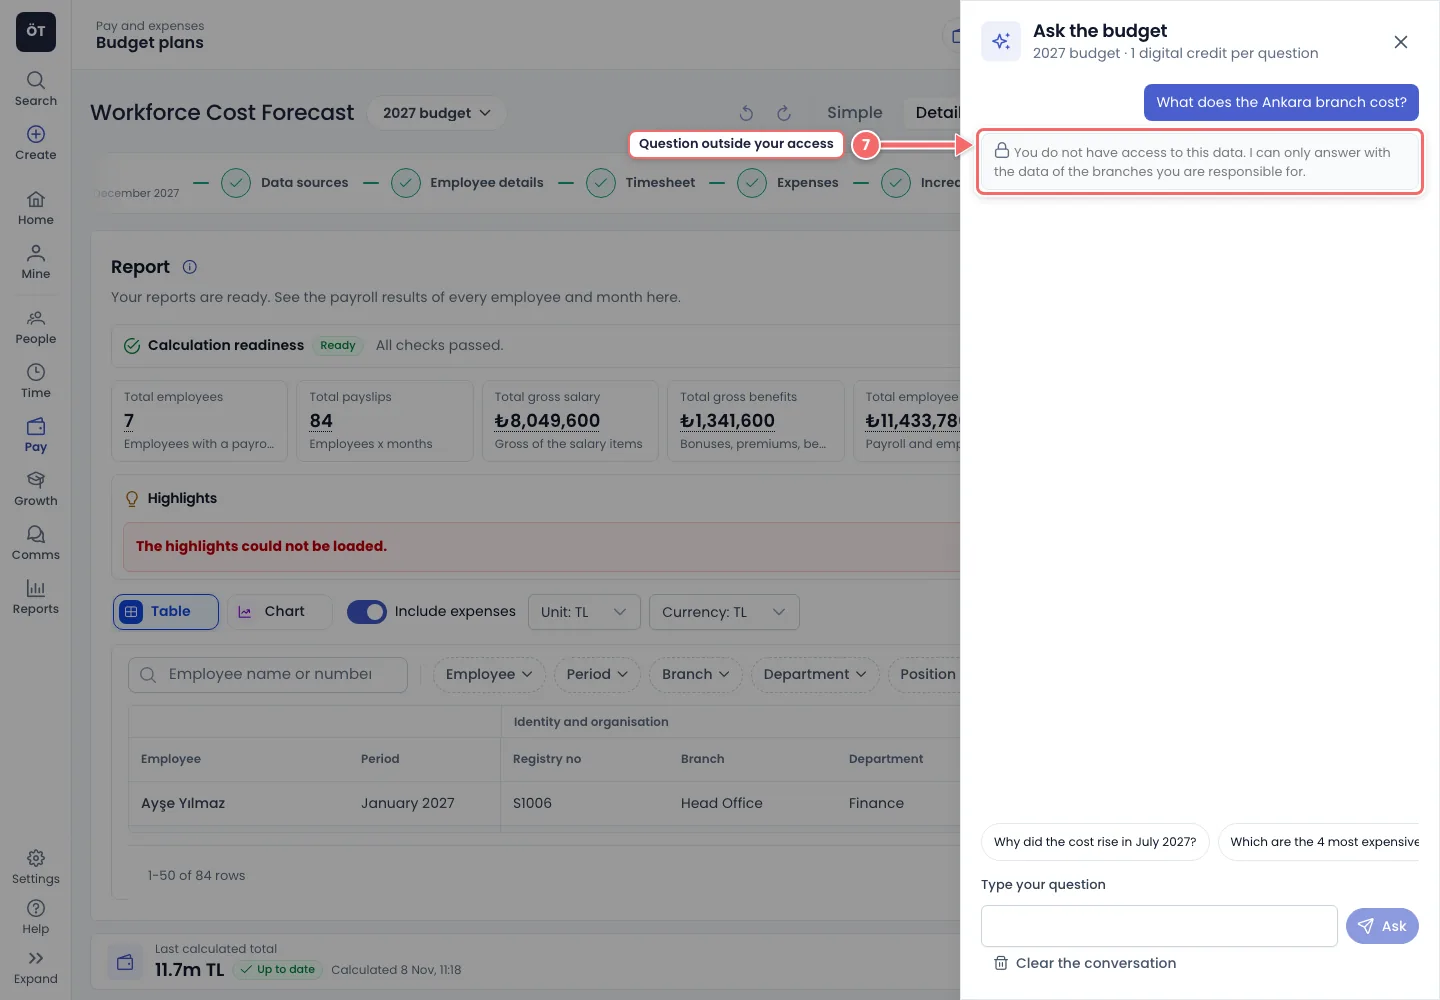 ÖT
Search
Create
Home
Mine
People
Time
Pay
Growth
Comms
Reports
Settings
Help
Expand
Pay and expenses
Budget plans
Workforce Cost Forecast
2027 budget
Simple
December 2027
Data sources
Employee details
Timesheet
Expenses
Question outside your access
7
Report
Your reports are ready. See the payroll results of every employee and month here.
Calculation readiness Ready All checks passed.
Total employees
7
Employees with a payro...
Total payslips
84
Employees x months
Total gross salary
₺8,049,600
Gross of the salary items
Total gross benefits
₺1,341,600
Bonuses, premiums, be...
Total employee
Highlights
The highlights could not be loaded.
Table
Chart
Include expenses
Unit: TL
Currency: TL
Employee name or number
Employee
Period
Branch
Department
Position
Identity and organisation
Employee Period Registry no Branch Department
Ayşe Yılmaz January 2027 S1006 Head Office Finance
1-50 of 84 rows
Last calculated total
11.7m TL Up to date Calculated 8 Nov, 11:18
Ask the budget
2027 budget · 1 digital credit per question
What does the Ankara branch cost?
You do not have access to this data. I can only answer with
the data of the branches you are responsible for.
Why did the cost rise in July 2027?
Which are the 4 most expensive
Type your question
Ask
Clear the conversation